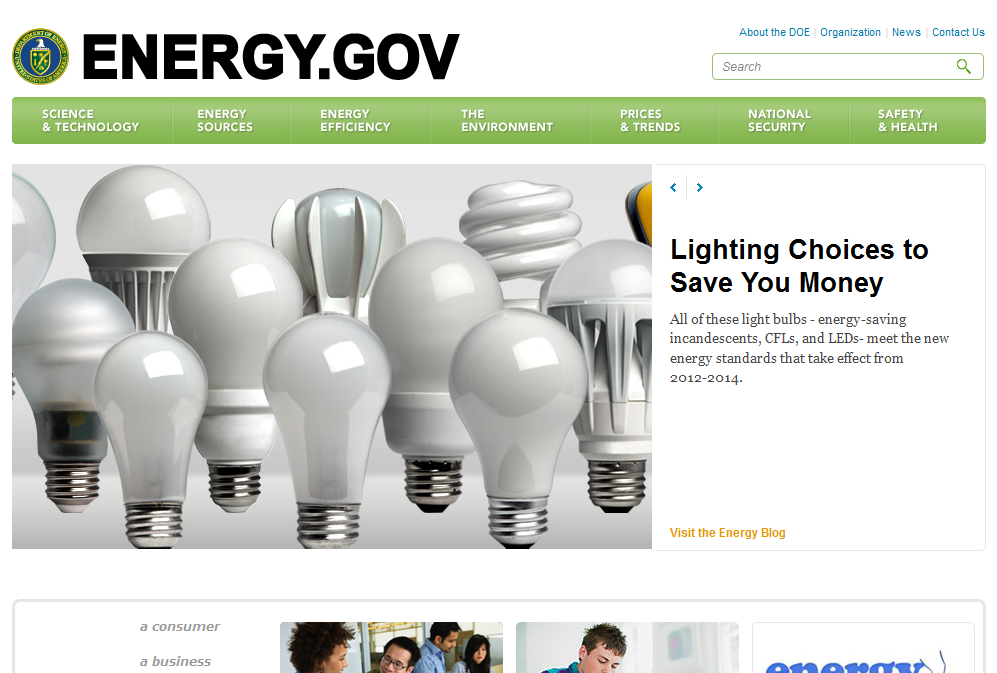 ENERGY.GOV
About the DOE | Organization | News | Contact Us
Search
SCIENCE
& TECHNOLOGY
ENERGY
SOURCES
ENERGY
EFFICIENCY
THE
ENVIRONMENT
PRICES
& TRENDS
NATIONAL
SECURITY
SAFETY
& HEALTH
Lighting Choices to
Save You Money
All of these light bulbs - energy-saving
incandescents, CFLs, and LEDs- meet the new
energy standards that take effect from
2012-2014.
Visit the Energy Blog
a consumer
a business
energy